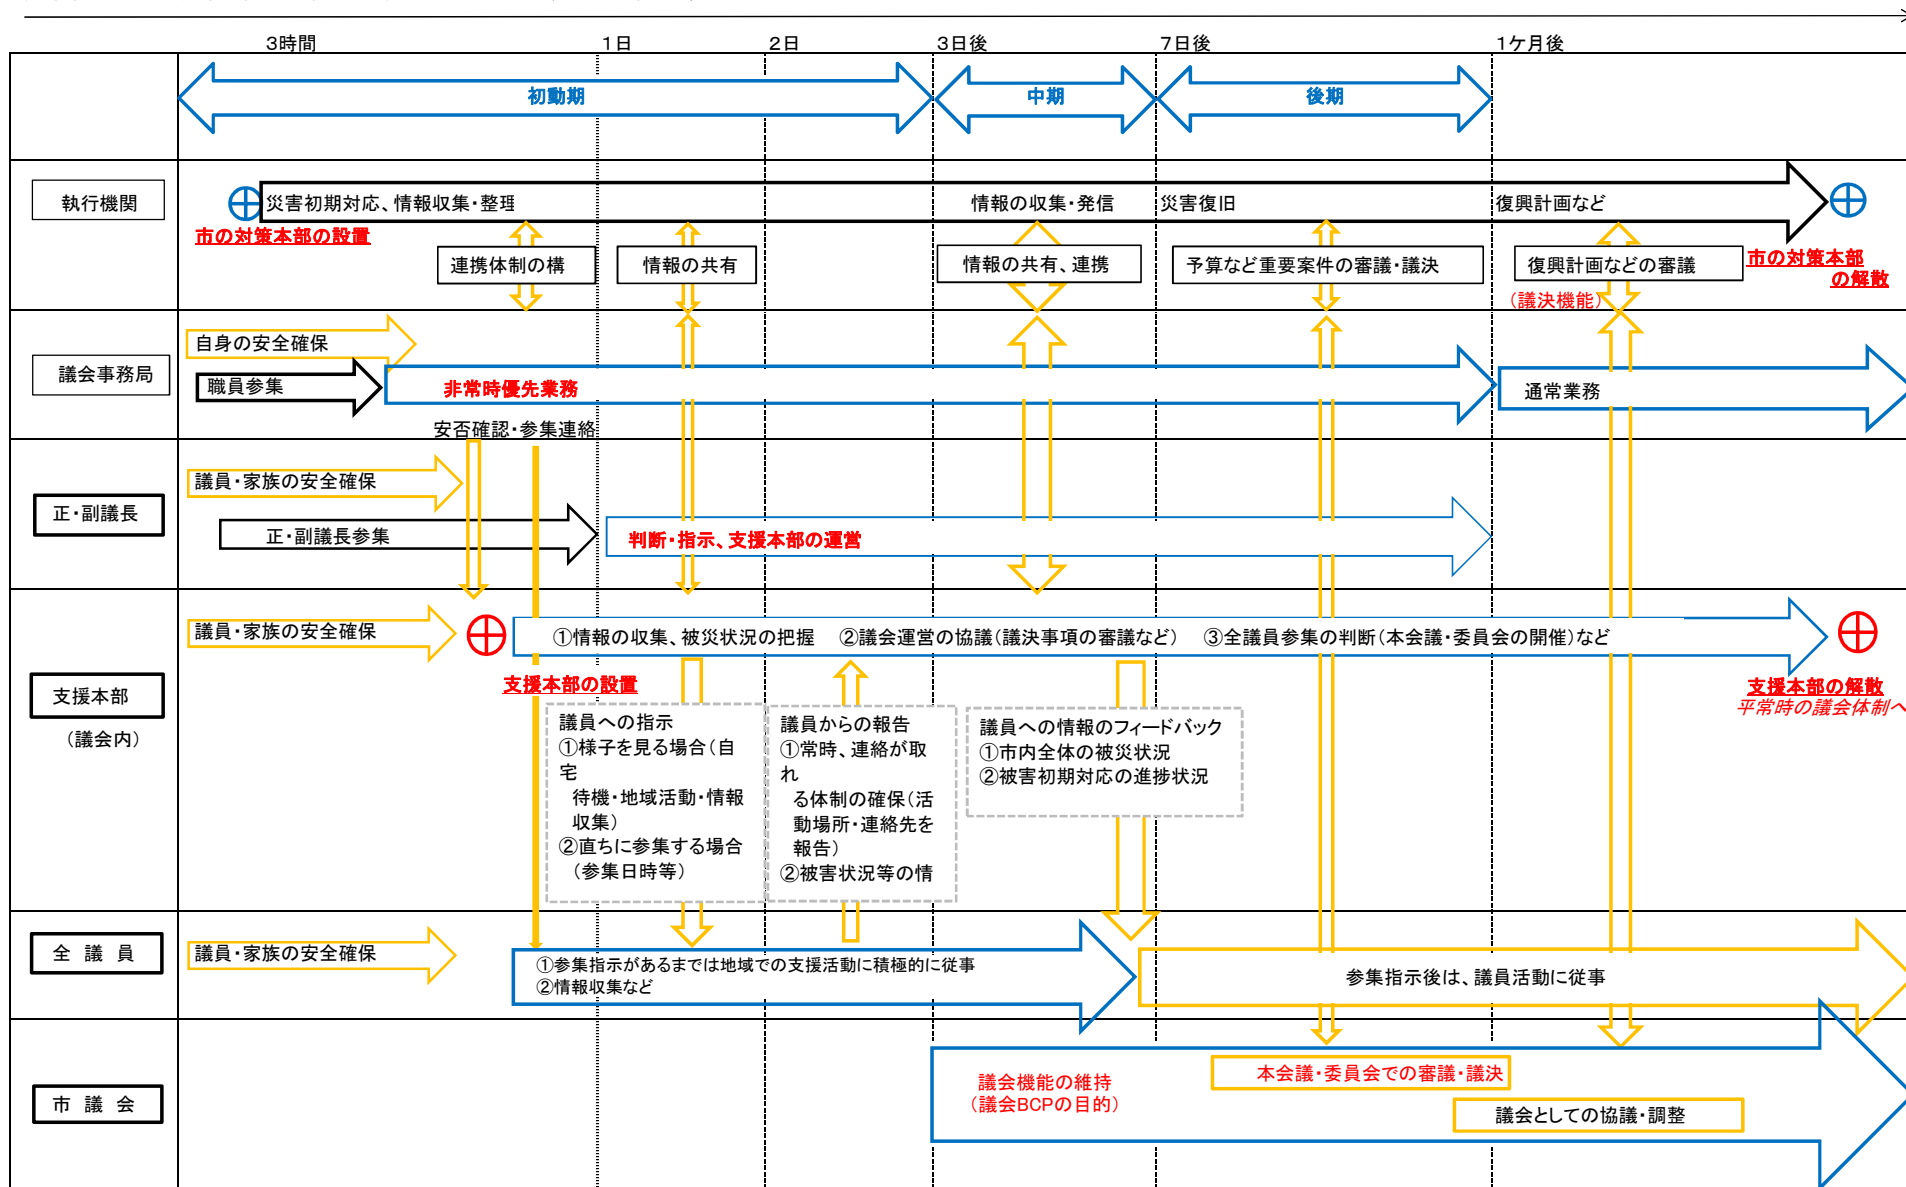 3時間
1日
2日
3日後
7日後
1ケ月後
初動期
中期
後期
執行機関
災害初期対応、情報収集・整理
情報の収集・発信
災害復旧
復興計画など
市の対策本部の設置
連携体制の構
情報の共有
情報の共有、連携
予算など重要案件の審議・議決
復興計画などの審議
市の対策本部
の解散
(議決機能)
議会事務局
自身の安全確保
職員参集
非常時優先業務
通常業務
安否確認・参集連絡
正・副議長
議員・家族の安全確保
正・副議長参集
判断・指示、支援本部の運営
支援本部
(議会内)
議員・家族の安全確保
①情報の収集、被災状況の把握 ②議会運営の協議(議決事項の審議など) ③全議員参集の判断(本会議・委員会の開催)など
支援本部の設置
支援本部の解散
平常時の議会体制へ
議員への指示
①様子を見る場合(自
宅
待機・地域活動・情報
収集)
②直ちに参集する場合
(参集日時等)
議員からの報告
①常時、連絡が取
れ
る体制の確保(活
動場所・連絡先を
報告)
②被害状況等の情
議員への情報のフィードバック
①市内全体の被災状況
②被害初期対応の進捗状況
全議員
議員・家族の安全確保
①参集指示があるまでは地域での支援活動に積極的に従事
②情報収集など
参集指示後は、議員活動に従事
市議会
議会機能の維持
(議会BCPの目的)
本会議・委員会での審議・議決
議会としての協議・調整